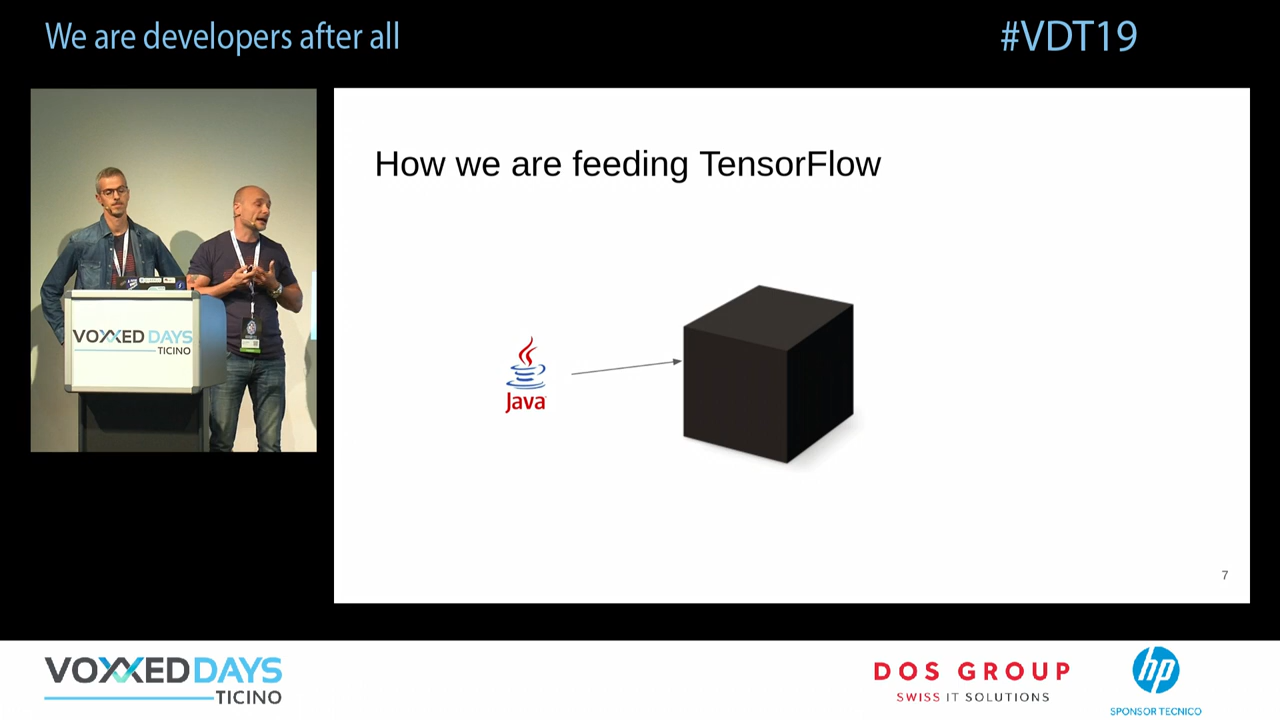 We are developers after all
#VDT19
How we are feeding TensorFlow
Java
VOXXED DAYS
TICINO
7
VOXXED DAYS
TICINO
DOS GROUP
SWISS IT SOLUTIONS
hp
SPONSOR TECNICO